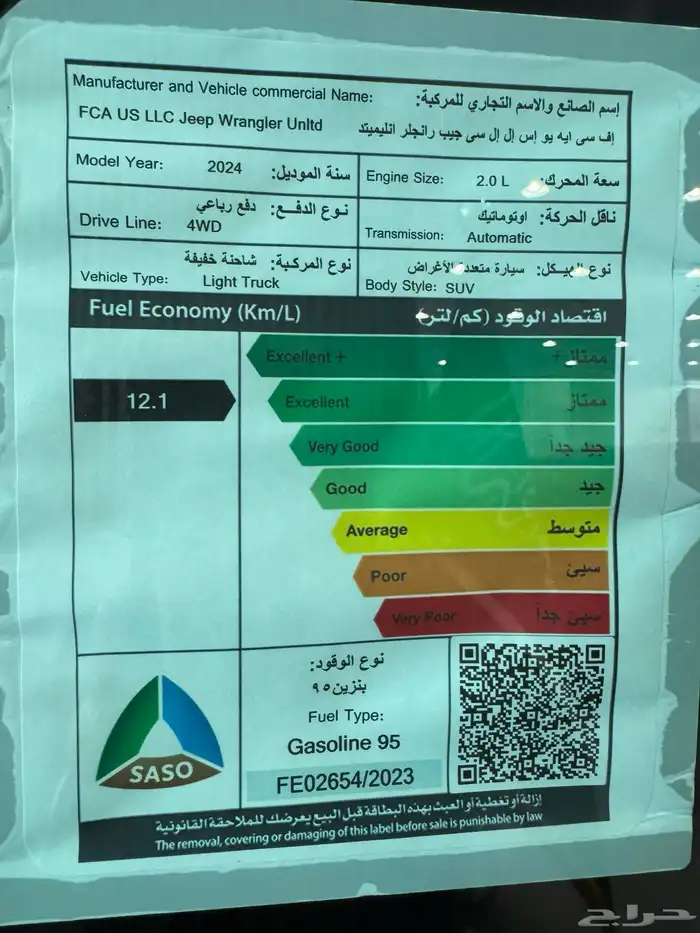 Manufacturer and Vehicle commercial Name: إسم الصانع والاسم التجاري للمركبة:
FCA US LLC Jeep Wrangler Unltd إف سى ايه يو إس إل إل سى جيب رانجلر انليميتد
Model Year: 2024 سنة الموديل:
Engine Size: 2.0 L سعة المحرك:
نوع الدفع: دفع رباعي
Drive Line: 4WD
ناقل الحركة: اوتوماتيك
Transmission: Automatic
نوع المركبة: شاحنة خفيفة
Vehicle Type: Light Truck
نوع الهيكل: سيارة متعددة الأغراض
Body Style: SUV
Fuel Economy (Km/L) اقتصاد الوقود (كم/لتر)
Excellent + ممتاز +
12.1
Excellent ممتاز
Very Good جيد جداً
Good جيد
Average متوسط
Poor سيئ
Very Poor سيئ جداً
نوع الوقود:
بنزين ٩٥
Fuel Type:
Gasoline 95
FE02654/2023
SASO
إزالة أو تغطية أو العبث بهذه البطاقة قبل البيع يعرضك للملاحقة القانونية
The removal, covering or damaging of this label before sale is punishable by law
حراج